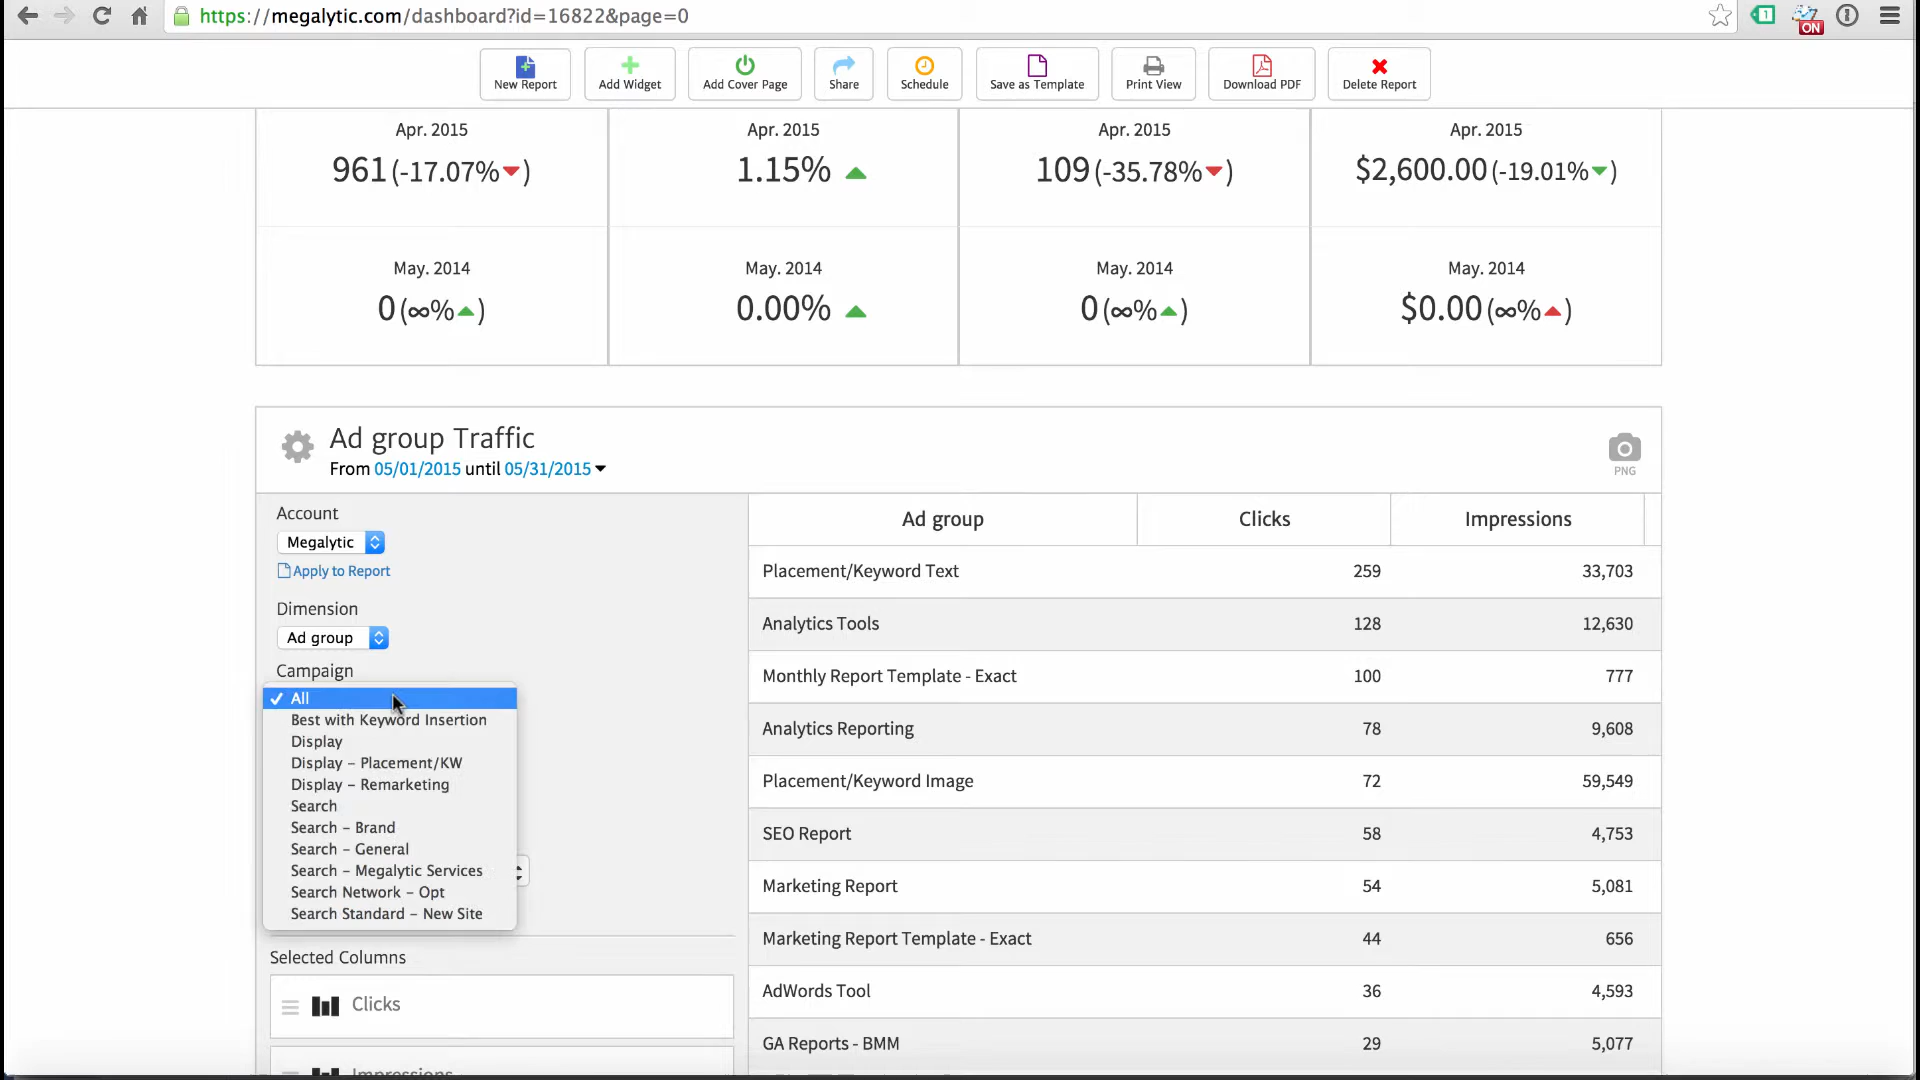 https://megalytic.com/dashboard?id=16822&page=0
1
ON
New Report
Add Widget
Add Cover Page
Share
Schedule
Save as Template
Print View
Download PDF
Delete Report
Apr. 2015
Apr. 2015
Apr. 2015
Apr. 2015
961(-17.07%)
1.15%
109(-35.78%)
$2,600.00(-19.01%)
May. 2014
May. 2014
May. 2014
May. 2014
0(∞%)
0.00%
0(∞%)
$0.00(∞%)
Ad group Traffic
From 05/01/2015 until 05/31/2015
PNG
Account
Megalytic
Apply to Report
Dimension
Ad group
Campaign
✓ All
Best with Keyword Insertion
Display
Display – Placement/KW
Display – Remarketing
Search
Search – Brand
Search – General
Search – Megalytic Services
Search Network – Opt
Search Standard – New Site
Selected Columns
Clicks
Impressions
Ad group Clicks Impressions
Placement/Keyword Text 259 33,703
Analytics Tools 128 12,630
Monthly Report Template - Exact 100 777
Analytics Reporting 78 9,608
Placement/Keyword Image 72 59,549
SEO Report 58 4,753
Marketing Report 54 5,081
Marketing Report Template - Exact 44 656
AdWords Tool 36 4,593
GA Reports - BMM 29 5,077